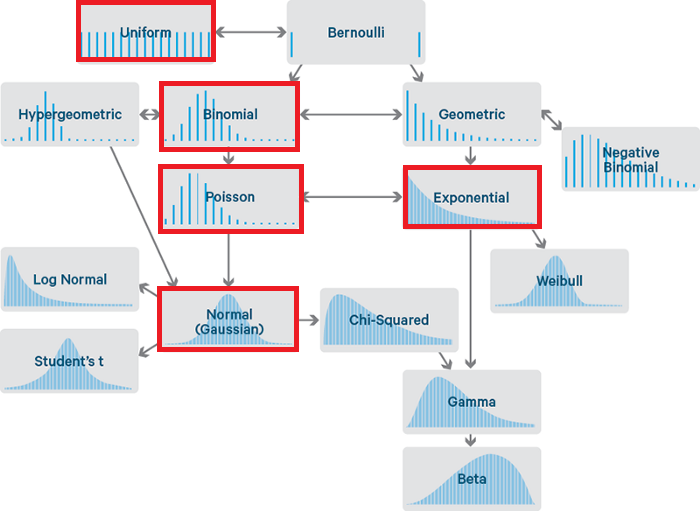 Uniform
Bernoulli
Hypergeometric
Binomial
Geometric
Negative
Binomial
Poisson
Exponential
Log Normal
Weibull
Normal
(Gaussian)
Chi-Squared
Student's t
Gamma
Beta